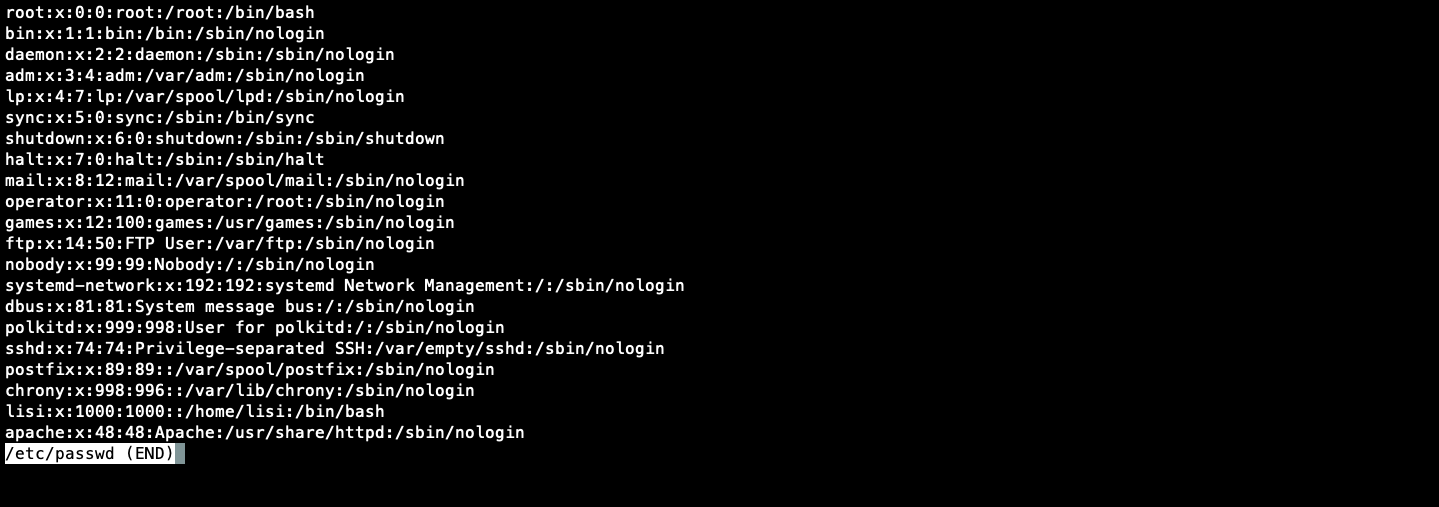 root:x:0:0:root:/root:/bin/bash
bin:x:1:1:bin:/bin:/sbin/nologin
daemon:x:2:2:daemon:/sbin:/sbin/nologin
adm:x:3:4:adm:/var/adm:/sbin/nologin
lp:x:4:7:lp:/var/spool/lpd:/sbin/nologin
sync:x:5:0:sync:/sbin:/bin/sync
shutdown:x:6:0:shutdown:/sbin:/sbin/shutdown
halt:x:7:0:halt:/sbin:/sbin/halt
mail:x:8:12:mail:/var/spool/mail:/sbin/nologin
operator:x:11:0:operator:/root:/sbin/nologin
games:x:12:100:games:/usr/games:/sbin/nologin
ftp:x:14:50:FTP User:/var/ftp:/sbin/nologin
nobody:x:99:99:Nobody:/:/sbin/nologin
systemd-network:x:192:192:systemd Network Management:/:/sbin/nologin
dbus:x:81:81:System message bus:/:/sbin/nologin
polkitd:x:999:998:User for polkitd:/:/sbin/nologin
sshd:x:74:74:Privilege-separated SSH:/var/empty/sshd:/sbin/nologin
postfix:x:89:89::/var/spool/postfix:/sbin/nologin
chrony:x:998:996::/var/lib/chrony:/sbin/nologin
lisi:x:1000:1000::/home/lisi:/bin/bash
apache:x:48:48:Apache:/usr/share/httpd:/sbin/nologin
/etc/passwd (END)